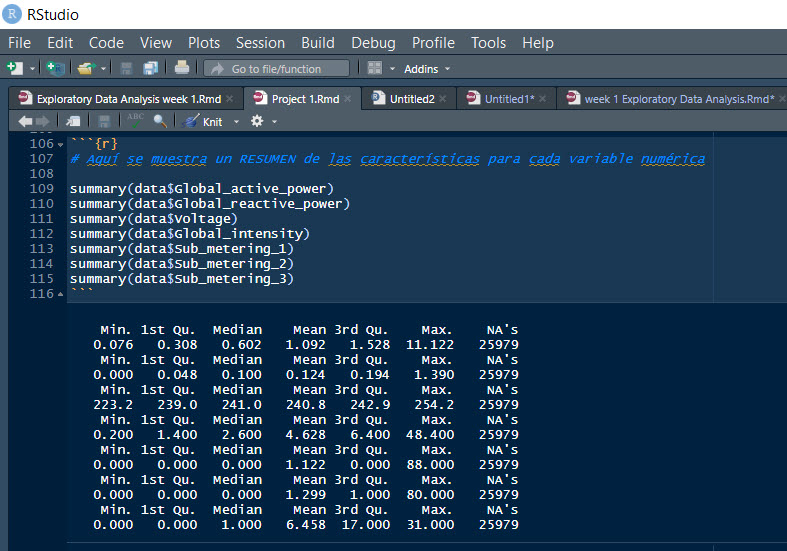 RStudio
File Edit Code View Plots Session Build Debug Profile Tools Help
Go to file/function Addins
Exploratory Data Analysis week 1.Rmd Project 1.Rmd Untitled2 Untitled1* week 1 Exploratory Data Analysis.Rmd*
ABC Knit
106 ```{r}
107 # Aquí se muestra un RESUMEN de las características para cada variable numérica
108
109 summary(data$Global_active_power)
110 summary(data$Global_reactive_power)
111 summary(data$Voltage)
112 summary(data$Global_intensity)
113 summary(data$Sub_metering_1)
114 summary(data$Sub_metering_2)
115 summary(data$Sub_metering_3)
116 ```
Min. 1st Qu. Median Mean 3rd Qu. Max. NA's
0.076 0.308 0.602 1.092 1.528 11.122 25979
Min. 1st Qu. Median Mean 3rd Qu. Max. NA's
0.000 0.048 0.100 0.124 0.194 1.390 25979
Min. 1st Qu. Median Mean 3rd Qu. Max. NA's
223.2 239.0 241.0 240.8 242.9 254.2 25979
Min. 1st Qu. Median Mean 3rd Qu. Max. NA's
0.200 1.400 2.600 4.628 6.400 48.400 25979
Min. 1st Qu. Median Mean 3rd Qu. Max. NA's
0.000 0.000 0.000 1.122 0.000 88.000 25979
Min. 1st Qu. Median Mean 3rd Qu. Max. NA's
0.000 0.000 0.000 1.299 1.000 80.000 25979
Min. 1st Qu. Median Mean 3rd Qu. Max. NA's
0.000 0.000 1.000 6.458 17.000 31.000 25979